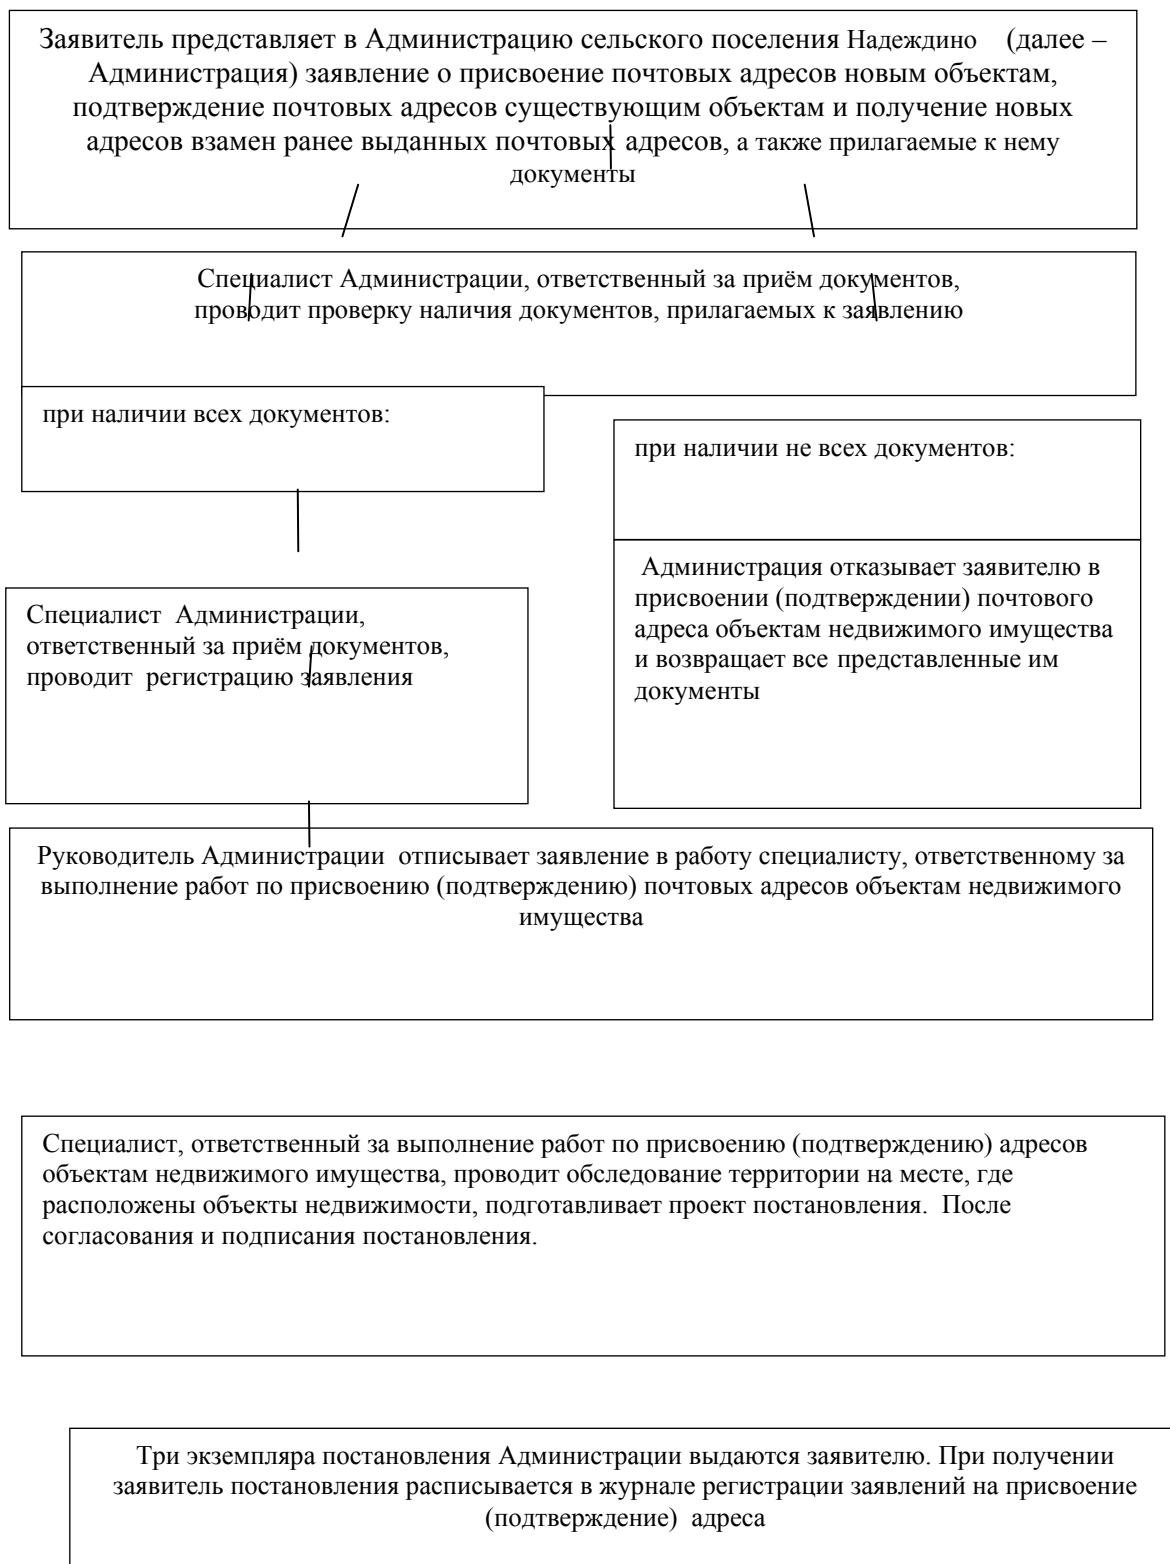 Заявитель представляет в Администрацию сельского поселения Надеждино (далее –
Администрация) заявление о присвоение почтовых адресов новым объектам,
подтверждение почтовых адресов существующим объектам и получение новых
адресов взамен ранее выданных почтовых адресов, а также прилагаемые к нему
документы
Специалист Администрации, ответственный за приём документов,
проводит проверку наличия документов, прилагаемых к заявлению
при наличии всех документов:
при наличии не всех документов:
Администрация отказывает заявителю в
присвоении (подтверждении) почтового
адреса объектам недвижимого имущества
и возвращает все представленные им
документы
Специалист Администрации,
ответственный за приём документов,
проводит регистрацию заявления
Руководитель Администрации отписывает заявление в работу специалисту, ответственному за
выполнение работ по присвоению (подтверждению) почтовых адресов объектам недвижимого
имущества
Специалист, ответственный за выполнение работ по присвоению (подтверждению) адресов
объектам недвижимого имущества, проводит обследование территории на месте, где
расположены объекты недвижимости, подготавливает проект постановления. После
согласования и подписания постановления.
Три экземпляра постановления Администрации выдаются заявителю. При получении
заявитель постановления расписывается в журнале регистрации заявлений на присвоение
(подтверждение) адреса